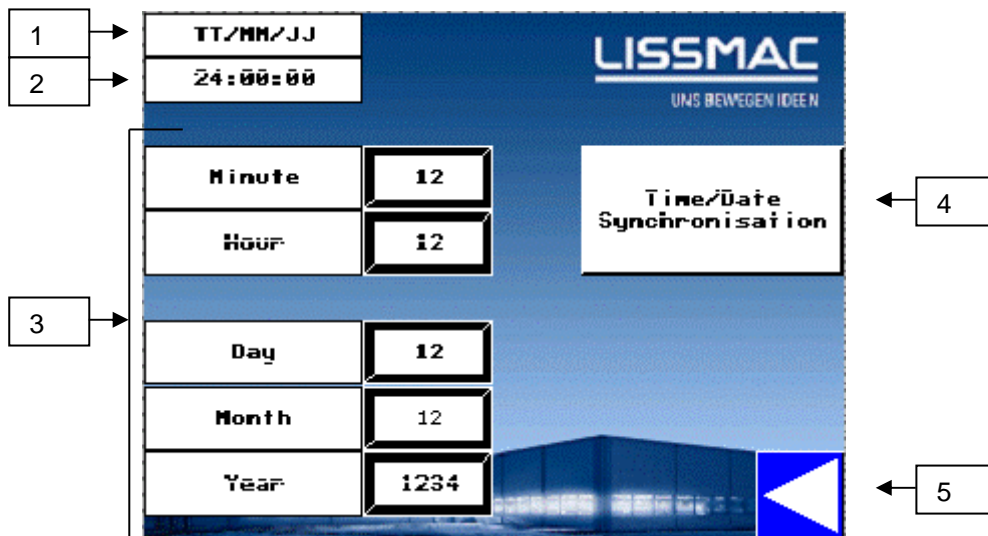 1
TT/MM/JJ
2
24:00:00
LISSMAC
UNS BEWEGEN IDEEN
Minute 12
Hour 12
Time/Date
Synchronisation
4
3
Day 12
Month 12
Year 1234
5